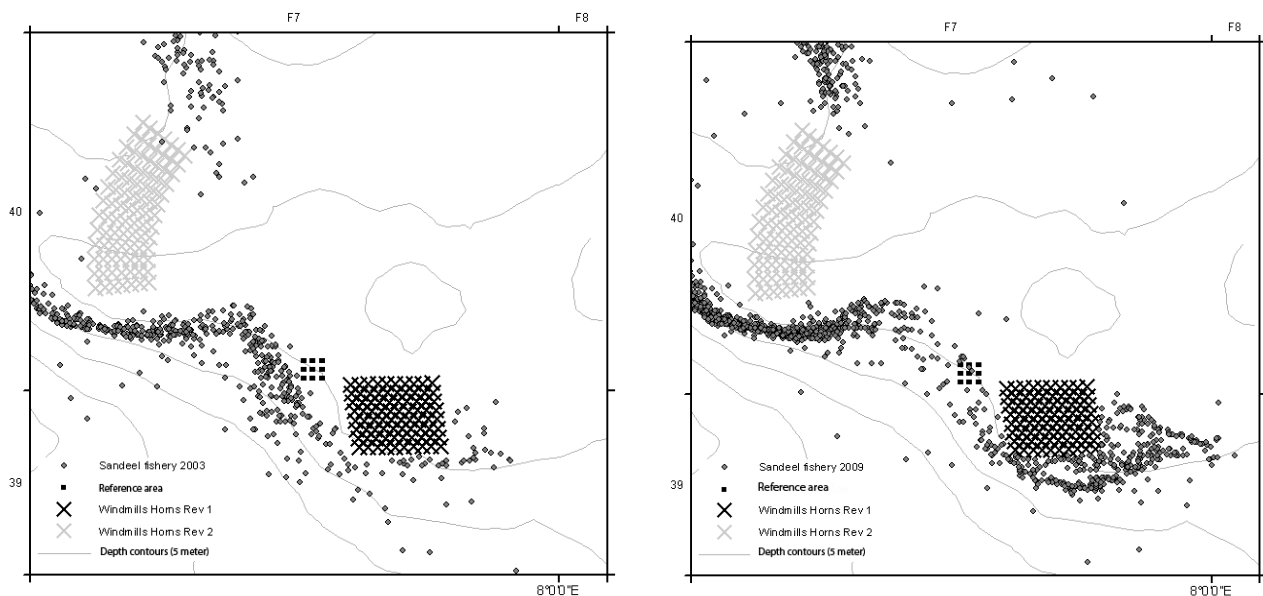 F7
F8
40
39
Sandeel fishery 2003
Reference area
Windmills Horns Rev 1
Windmills Horns Rev 2
Depth contours (5 meter)
8°0'0"E
F7
F8
40
39
Sandeel fishery 2009
Reference area
Windmills Horns Rev 1
Windmills Horns Rev 2
Depth contours (5 meter)
8°0'0"E